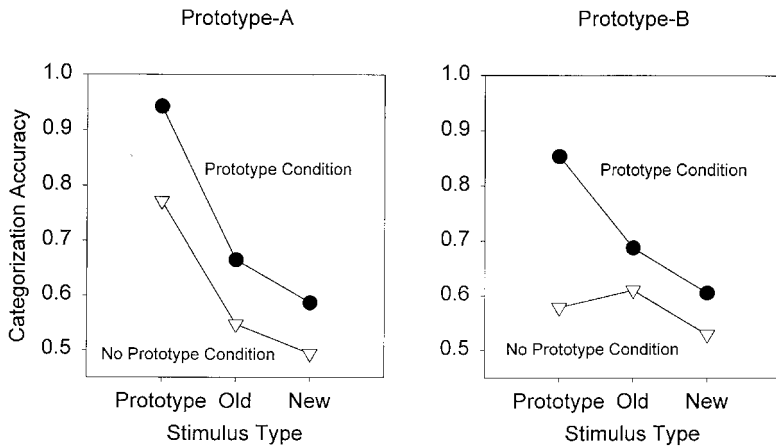 Prototype-A
Categorization Accuracy
1.0
0.9
0.8
0.7
0.6
0.5
Prototype Condition
No Prototype Condition
Prototype Old New
Stimulus Type
Prototype-B
1.0
0.9
0.8
0.7
0.6
0.5
Prototype Condition
No Prototype Condition
Prototype Old New
Stimulus Type